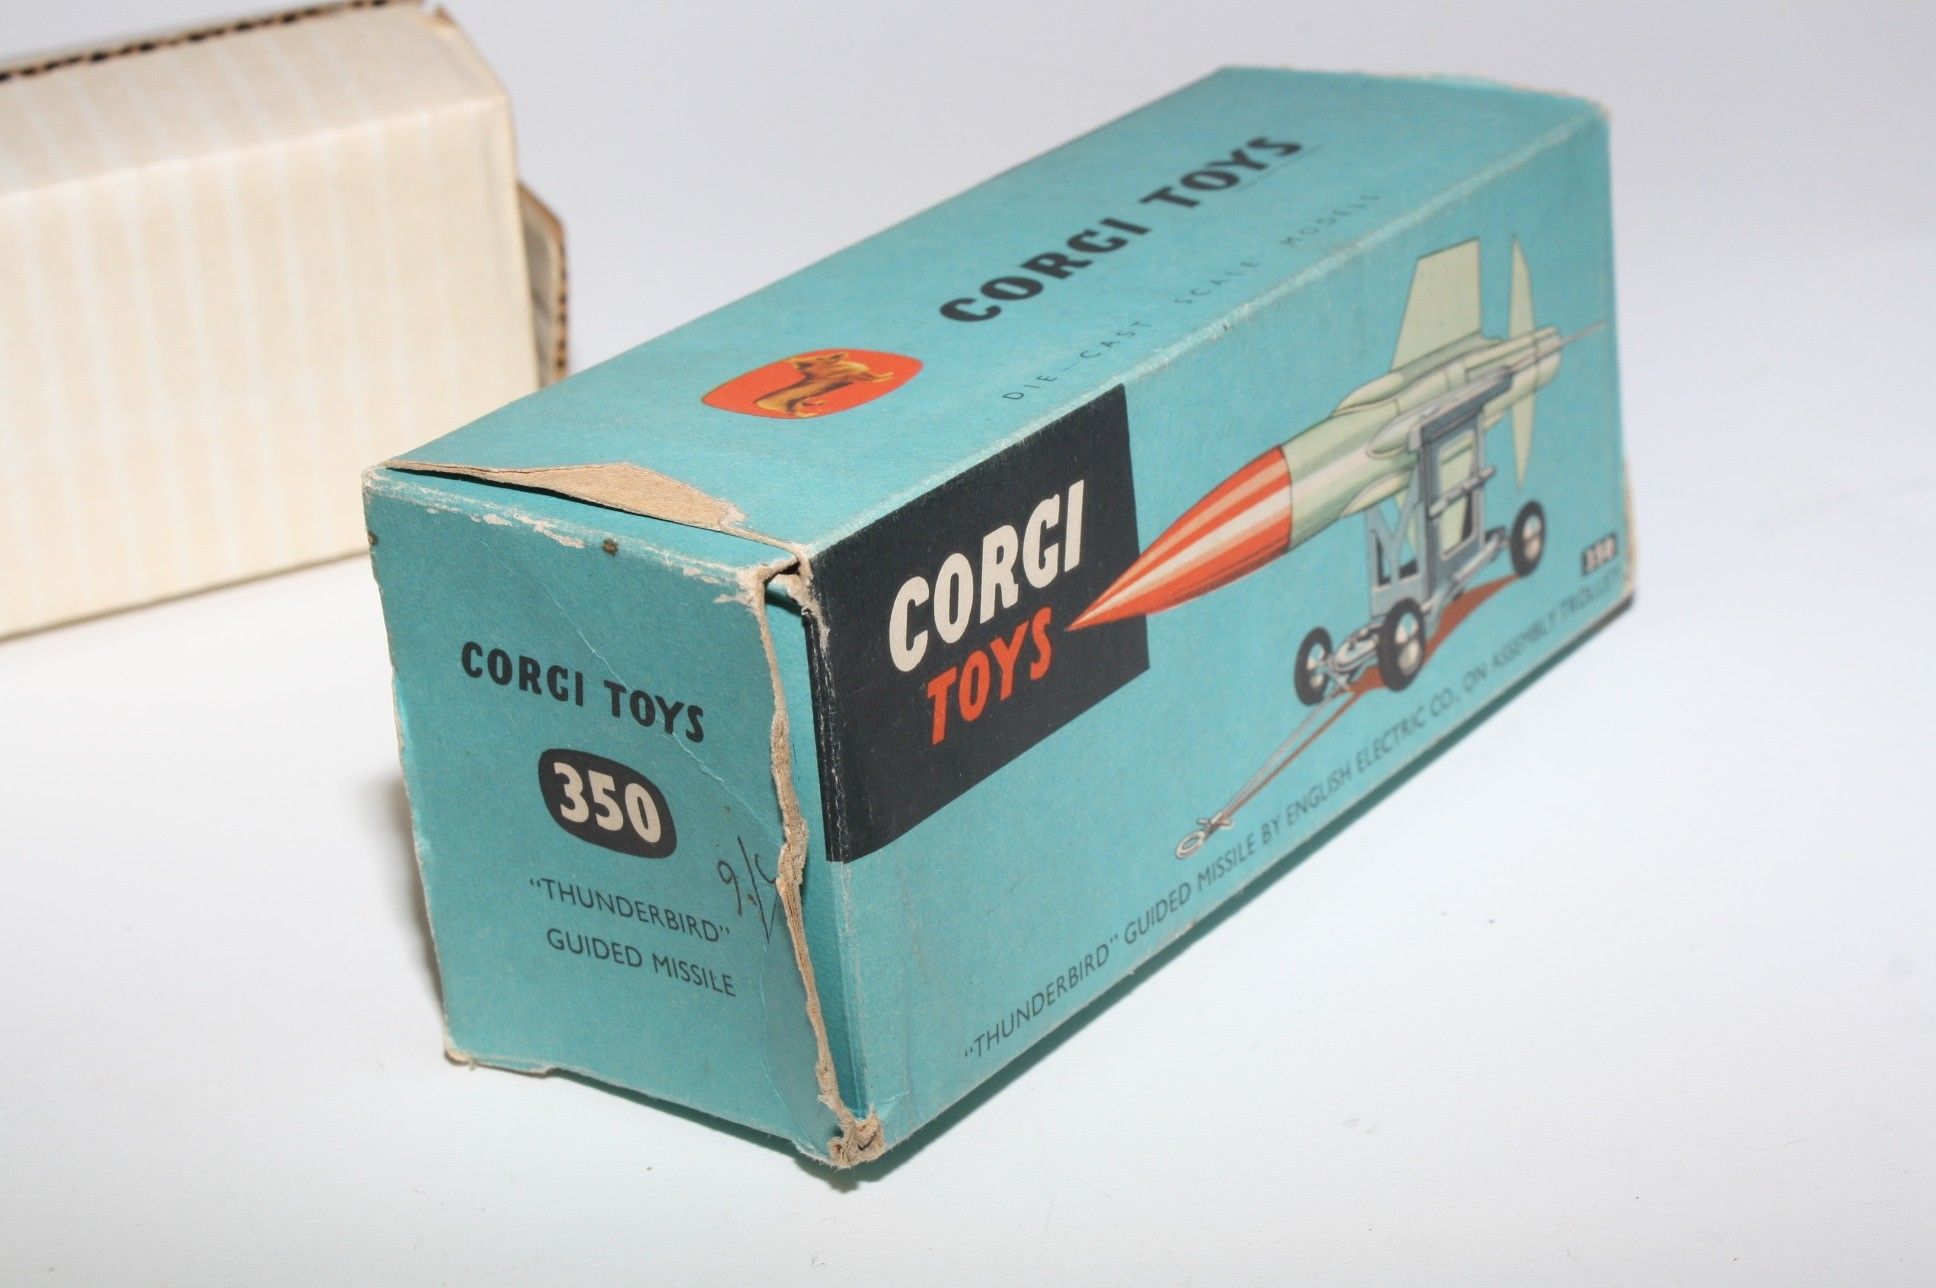 CORGI TOYS
DIE-CAST SCALE MODELS
CORGI
TOYS
350
"THUNDERBIRD" GUIDED MISSILE BY ENGLISH ELECTRIC CO., ON ASSEMBLY TROLLEY
CORGI TOYS
350
"THUNDERBIRD"
GUIDED MISSILE